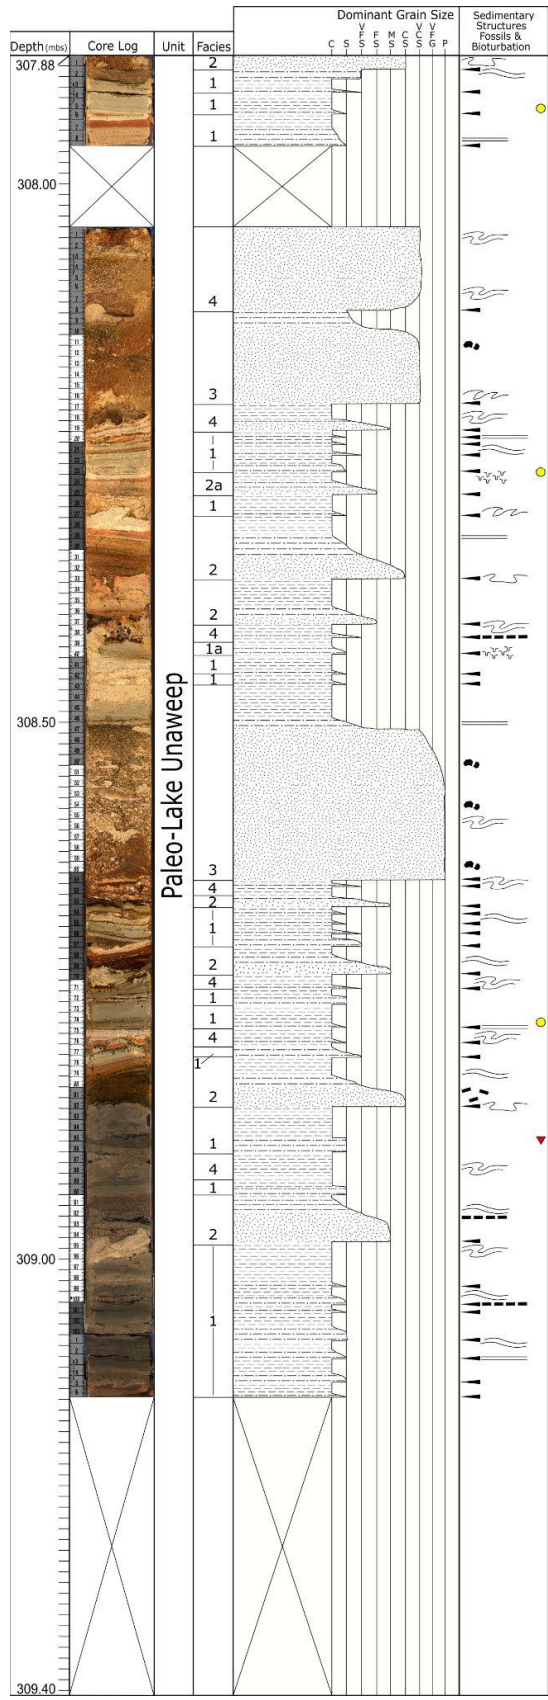 Dominant Grain Size
Sedimentary
Structures
Fossils &
Bioturbation
Depth (mbs)
Core Log
Unit
Facies
C
S
VFS
FS
MS
CS
VCS
VFG
P
307.88
2
1
1
1
308.00
4
3
4
1
2a
1
2
2
4
1a
1
1
308.50
Paleo-Lake Unaweep
3
4
2
1
2
4
1
1
4
1
2
1
4
1
2
309.00
1
309.40